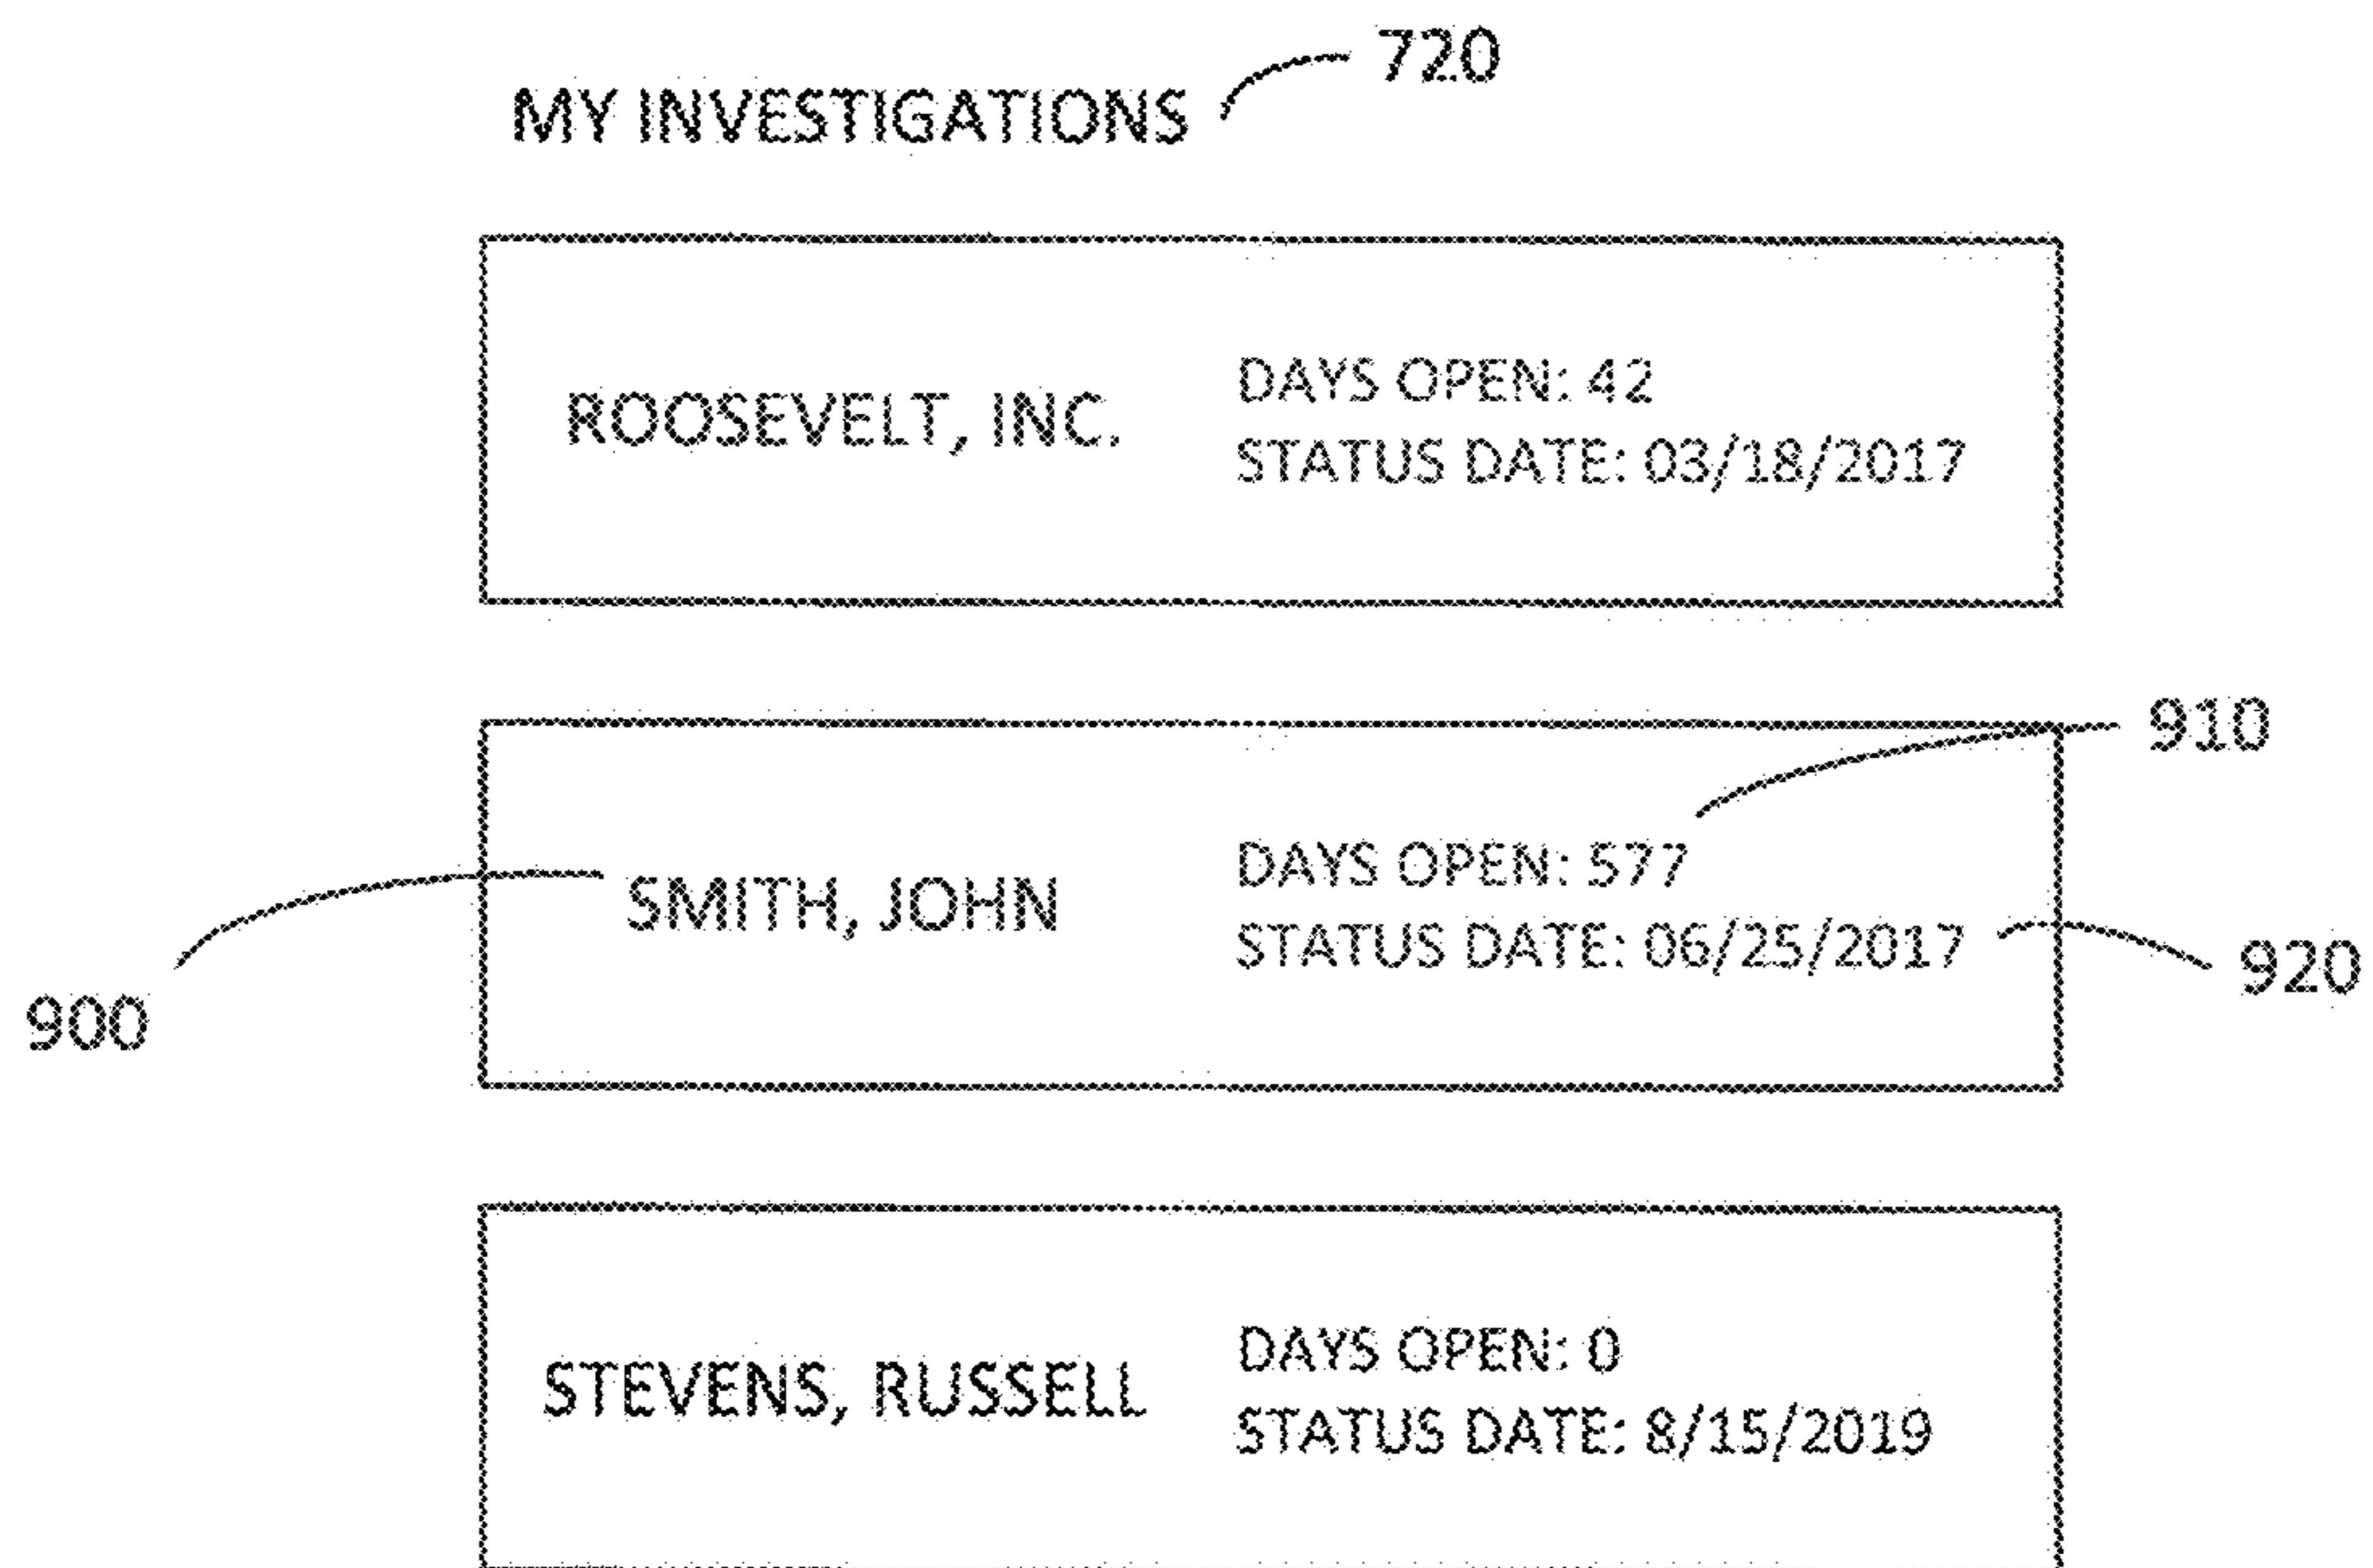 720
MY INVESTIGATIONS
ROOSEVELT, INC.
DAYS OPEN: 42
STATUS DATE: 03/18/2017
910
SMITH, JOHN
DAYS OPEN: 577
STATUS DATE: 06/25/2017
920
900
STEVENS, RUSSELL
DAYS OPEN: 0
STATUS DATE: 8/15/2019